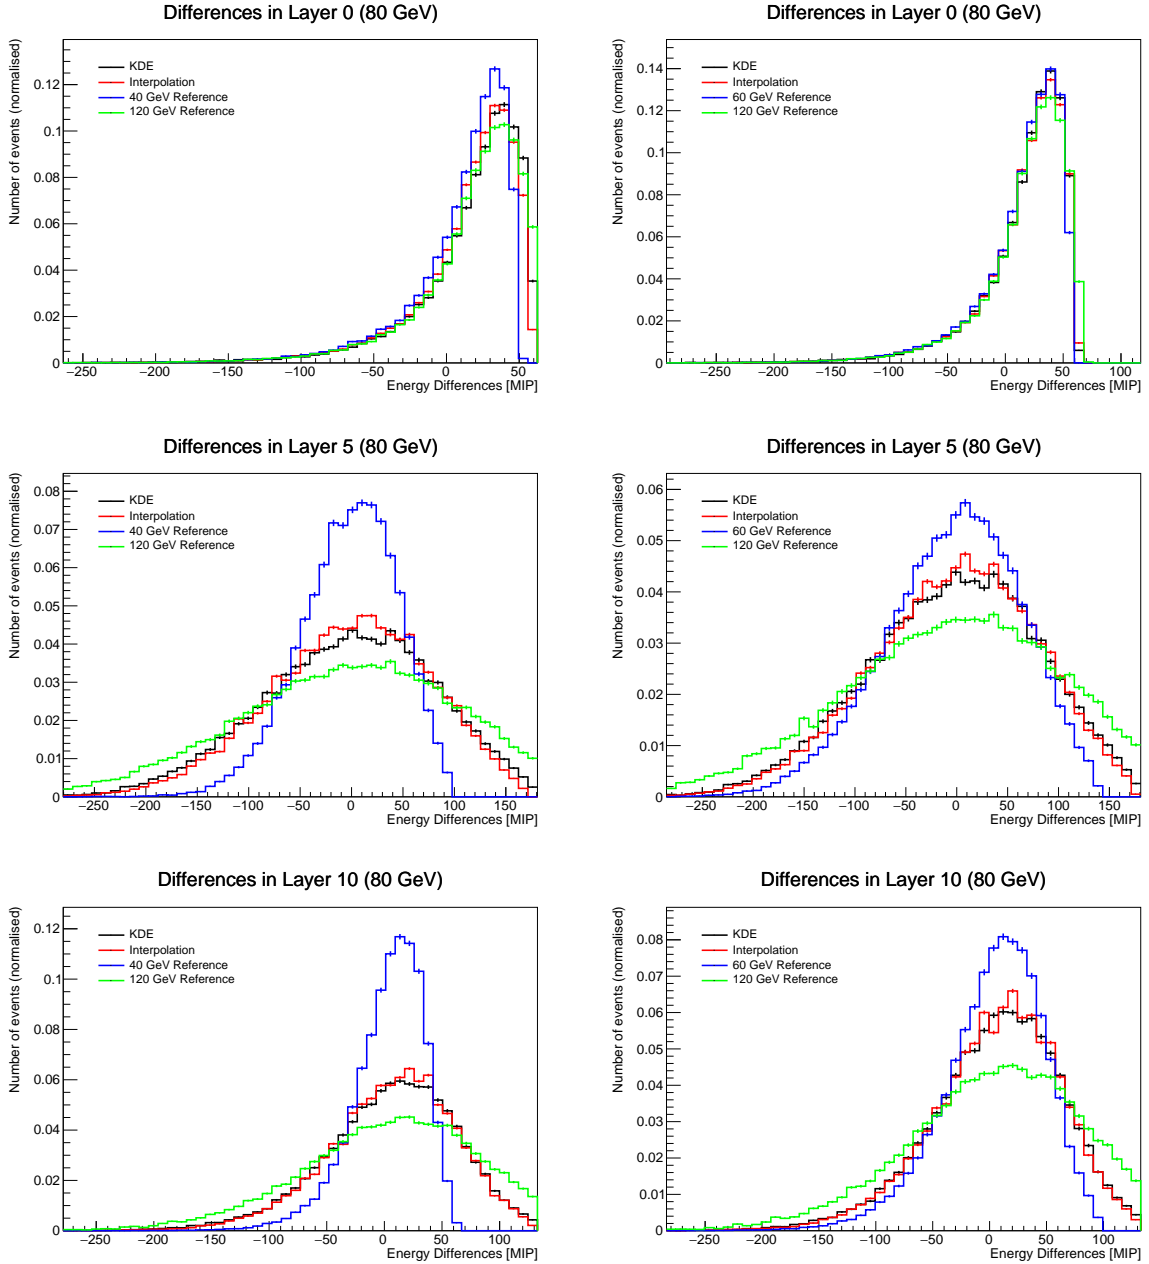 Differences in Layer 0 (80 GeV)
Number of events (normalised)
KDE
Interpolation
40 GeV Reference
120 GeV Reference
0.12
0.1
0.08
0.06
0.04
0.02
0
−250 −200 −150 −100 −50 0 50
Energy Differences [MIP]
Differences in Layer 0 (80 GeV)
Number of events (normalised)
KDE
Interpolation
60 GeV Reference
120 GeV Reference
0.14
0.12
0.1
0.08
0.06
0.04
0.02
0
−250 −200 −150 −100 −50 0 50 100
Energy Differences [MIP]
Differences in Layer 5 (80 GeV)
Number of events (normalised)
KDE
Interpolation
40 GeV Reference
120 GeV Reference
0.08
0.07
0.06
0.05
0.04
0.03
0.02
0.01
0
−250 −200 −150 −100 −50 0 50 100 150
Energy Differences [MIP]
Differences in Layer 5 (80 GeV)
Number of events (normalised)
KDE
Interpolation
60 GeV Reference
120 GeV Reference
0.06
0.05
0.04
0.03
0.02
0.01
0
−250 −200 −150 −100 −50 0 50 100 150
Energy Differences [MIP]
Differences in Layer 10 (80 GeV)
Number of events (normalised)
KDE
Interpolation
40 GeV Reference
120 GeV Reference
0.12
0.1
0.08
0.06
0.04
0.02
0
−250 −200 −150 −100 −50 0 50 100
Energy Differences [MIP]
Differences in Layer 10 (80 GeV)
Number of events (normalised)
KDE
Interpolation
60 GeV Reference
120 GeV Reference
0.08
0.07
0.06
0.05
0.04
0.03
0.02
0.01
0
−250 −200 −150 −100 −50 0 50 100
Energy Differences [MIP]